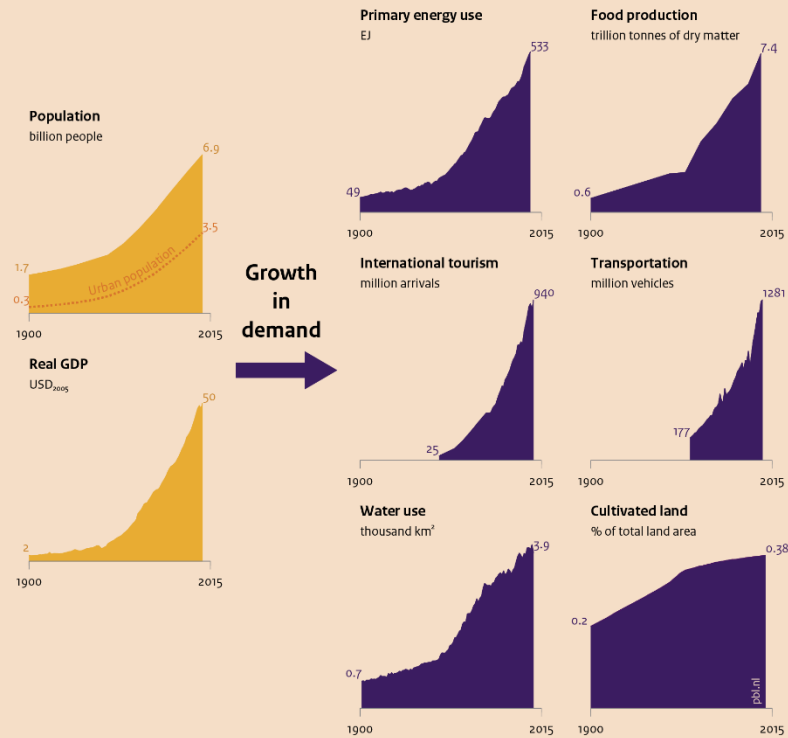 Population
billion people
6.9
3.5
Urban population
1.7
0.3
1900
2015
Real GDP
USD₂₀₀₅
50
2
1900
2015
Growth
in
demand
Primary energy use
EJ
533
49
1900
2015
Food production
trillion tonnes of dry matter
7.4
0.6
1900
2015
International tourism
million arrivals
940
25
1900
2015
Transportation
million vehicles
1281
177
1900
2015
Water use
thousand km²
3.9
0.7
1900
2015
Cultivated land
% of total land area
0.38
0.2
pbl.nl
1900
2015